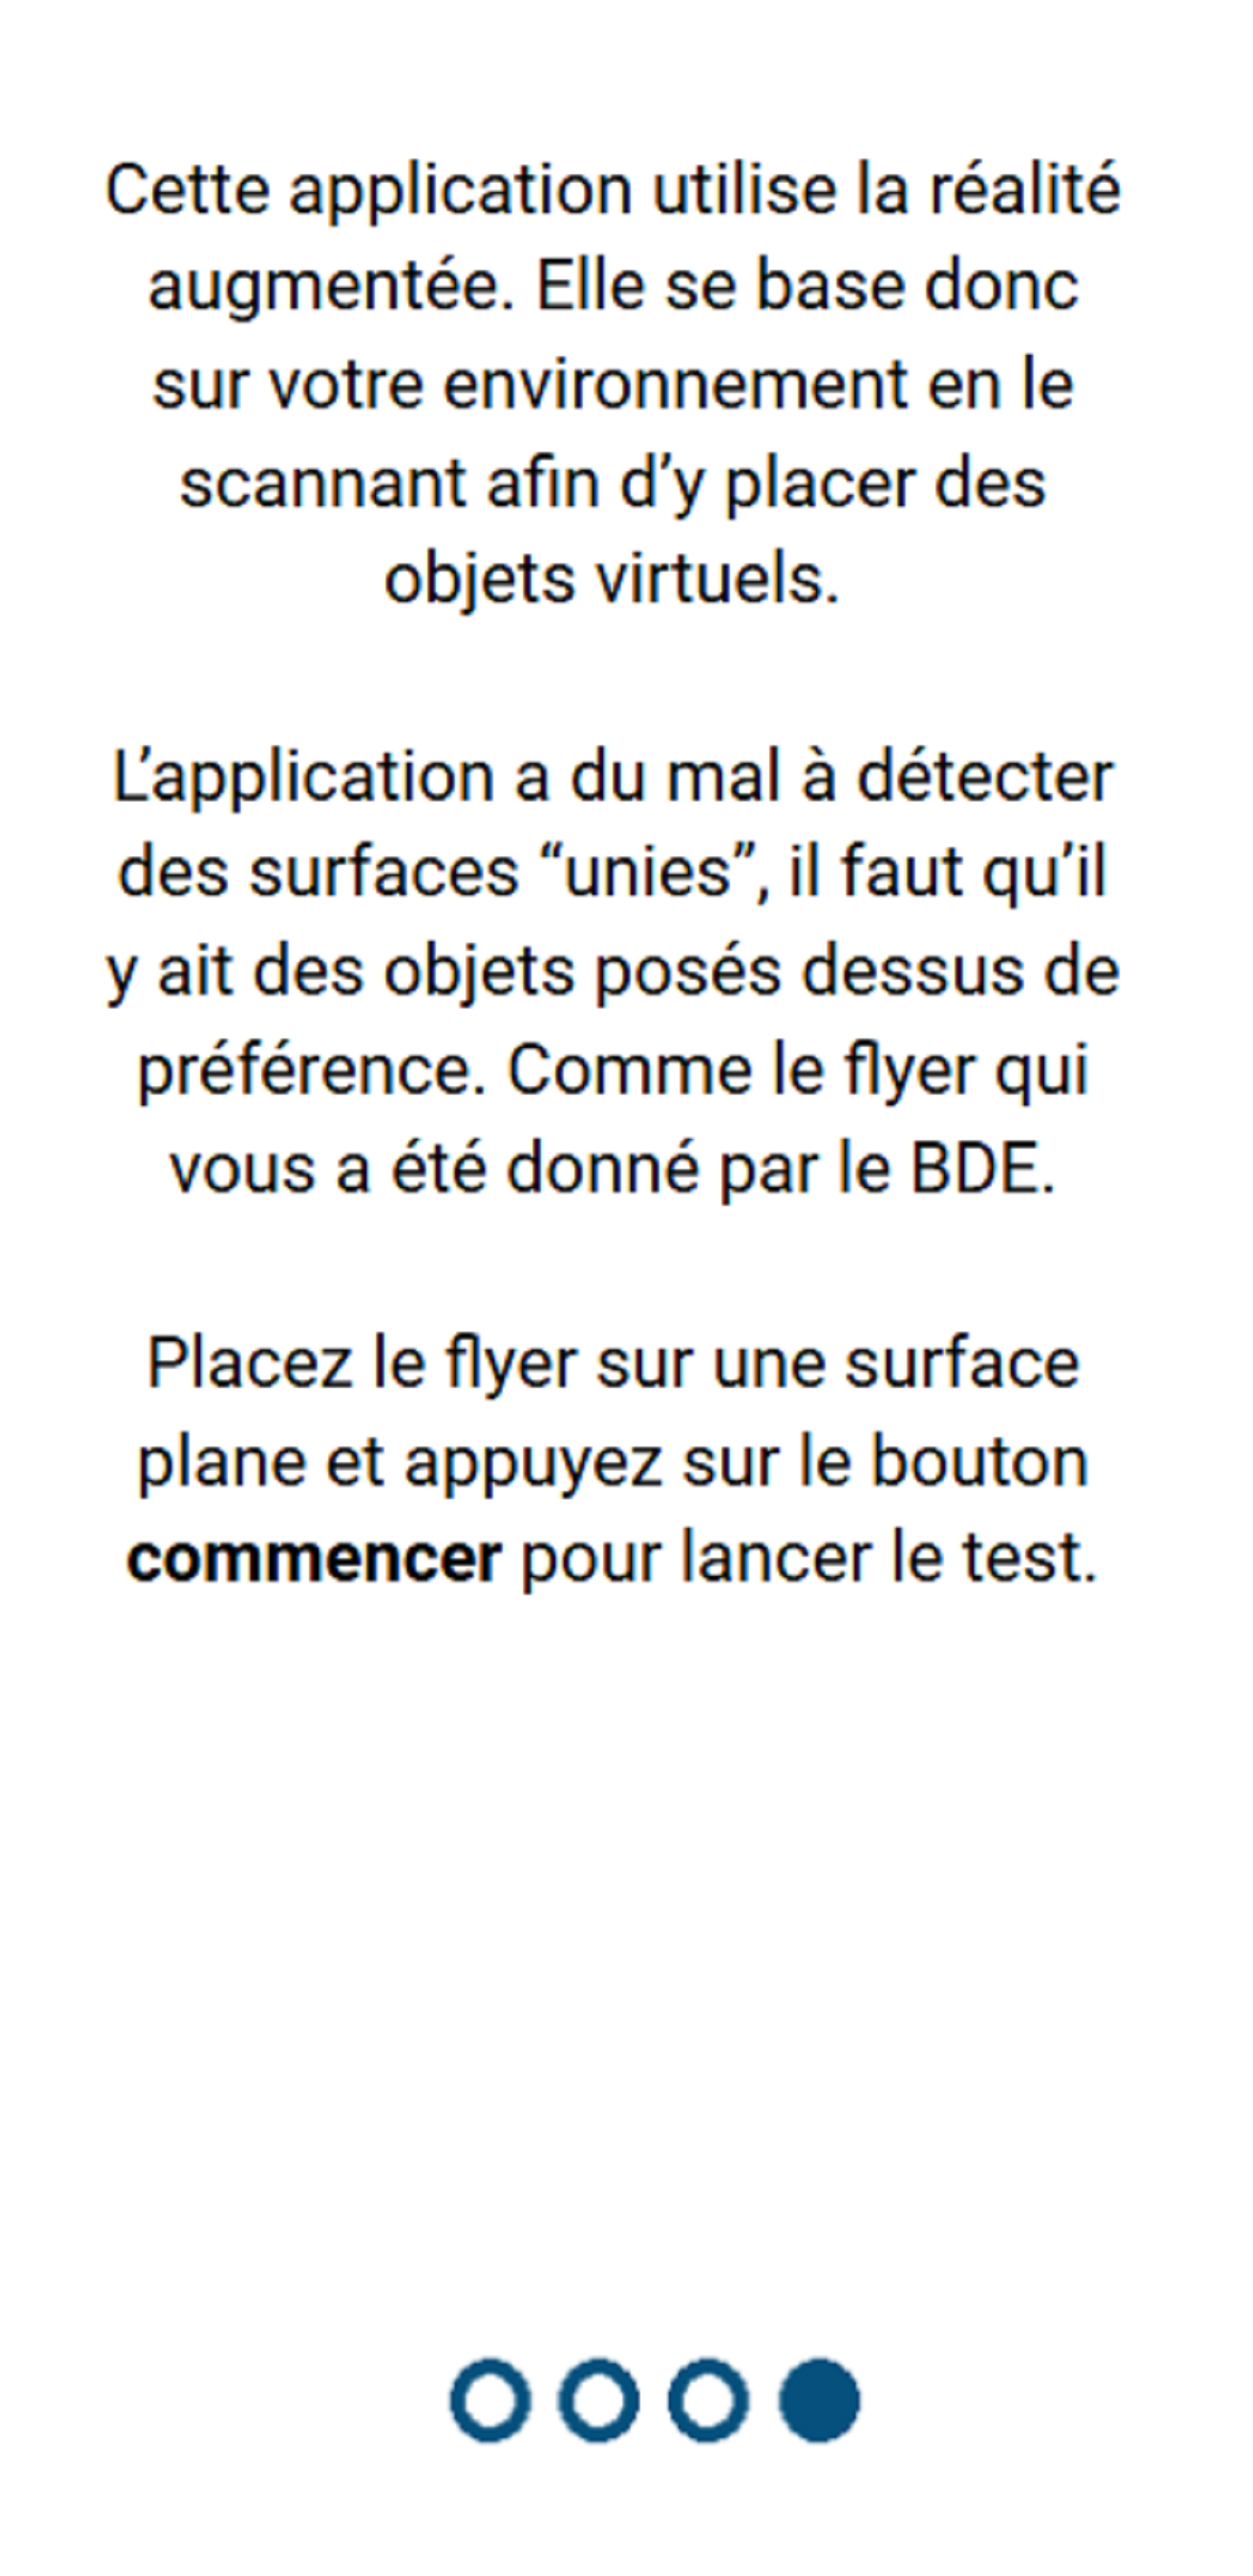 Cette application utilise la réalité
augmentée. Elle se base donc
sur votre environnement en le
scannant afin d’y placer des
objets virtuels.
L’application a du mal à détecter
des surfaces “unies”, il faut qu’il
y ait des objets posés dessus de
préférence. Comme le flyer qui
vous a été donné par le BDE.
Placez le flyer sur une surface
plane et appuyez sur le bouton
commencer pour lancer le test.